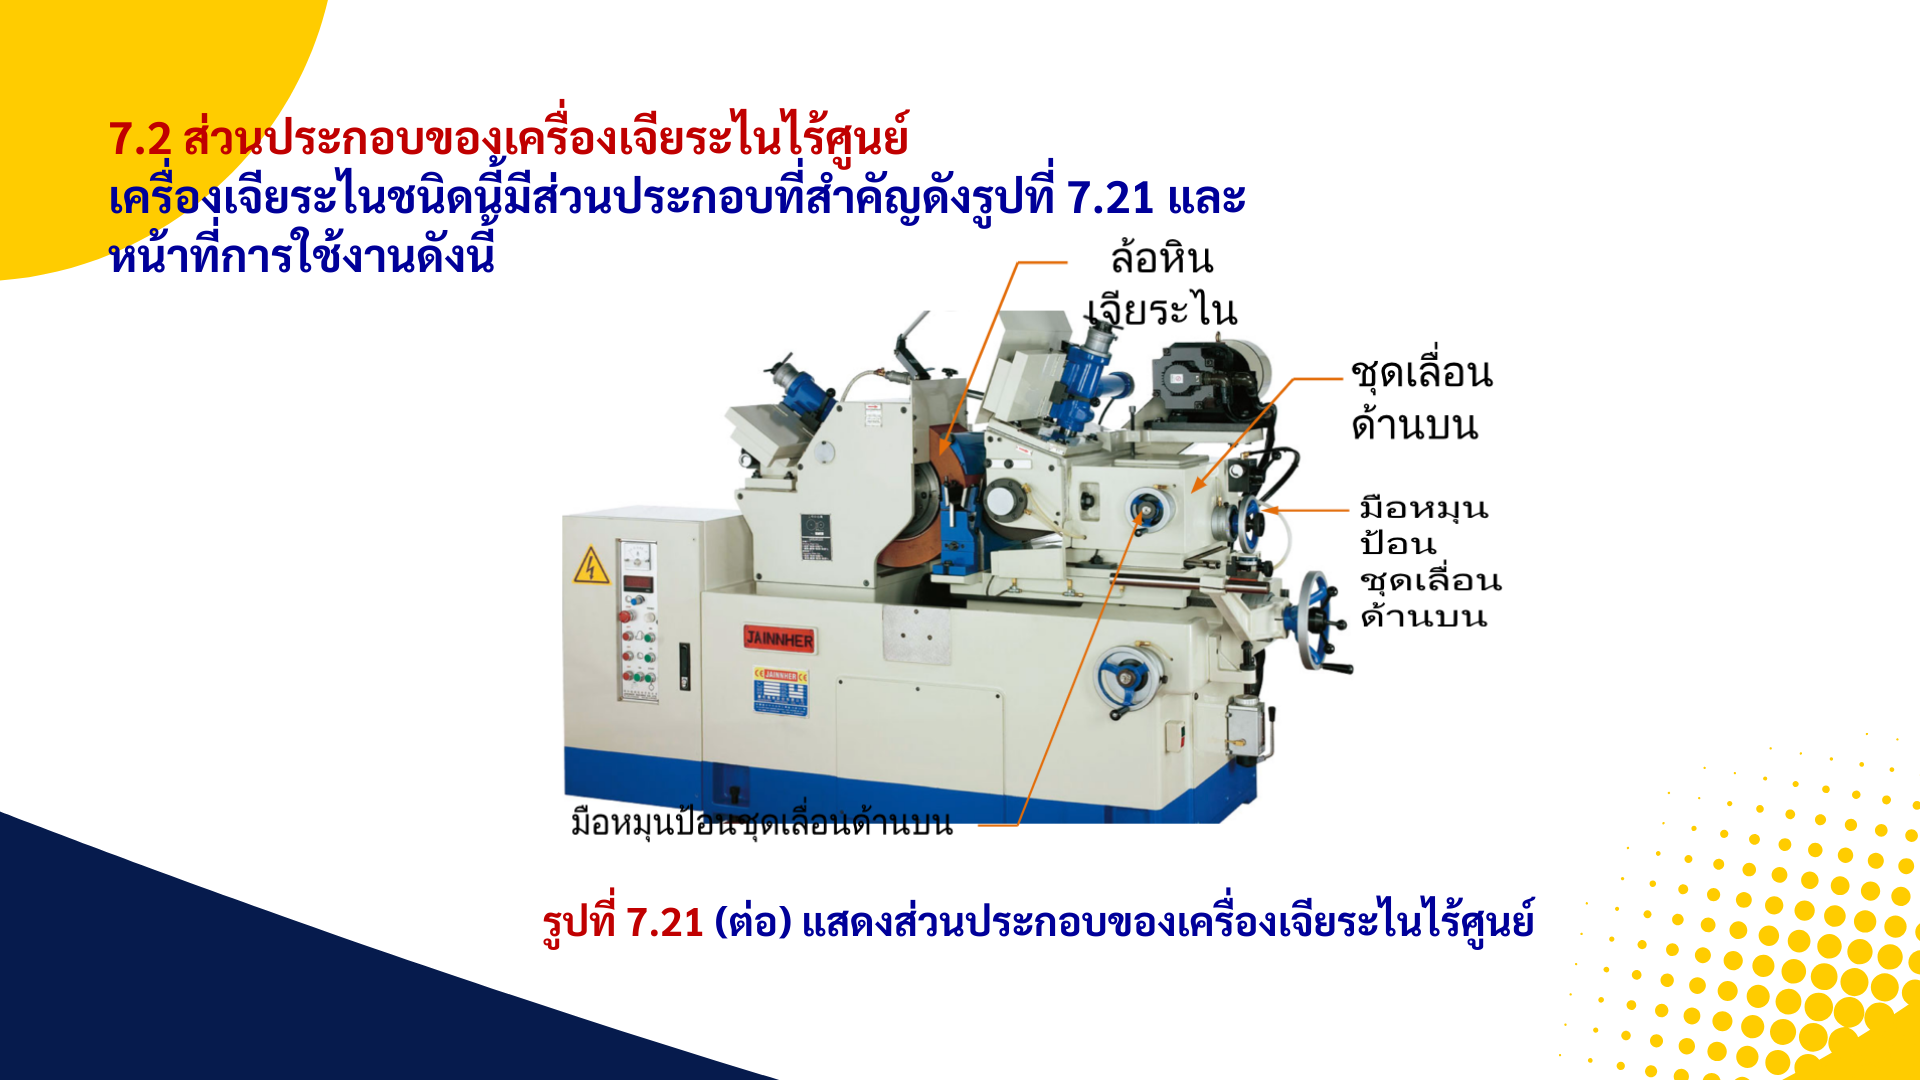 7.2 ส่วนประกอบของเครื่องเจียระไนไร้ศูนย์
เครื่องเจียระไนชนิดนี้มีส่วนประกอบที่สำคัญดังรูปที่ 7.21 และ
หน้าที่การใช้งานดังนี้
ล้อหิน
เจียระไน
ชุดเลื่อน
ด้านบน
มือหมุน
ป้อน
ชุดเลื่อน
ด้านบน
JAINNHER
JAINNHER
มือหมุนป้อนชุดเลื่อนด้านบน
รูปที่ 7.21 (ต่อ) แสดงส่วนประกอบของเครื่องเจียระไนไร้ศูนย์